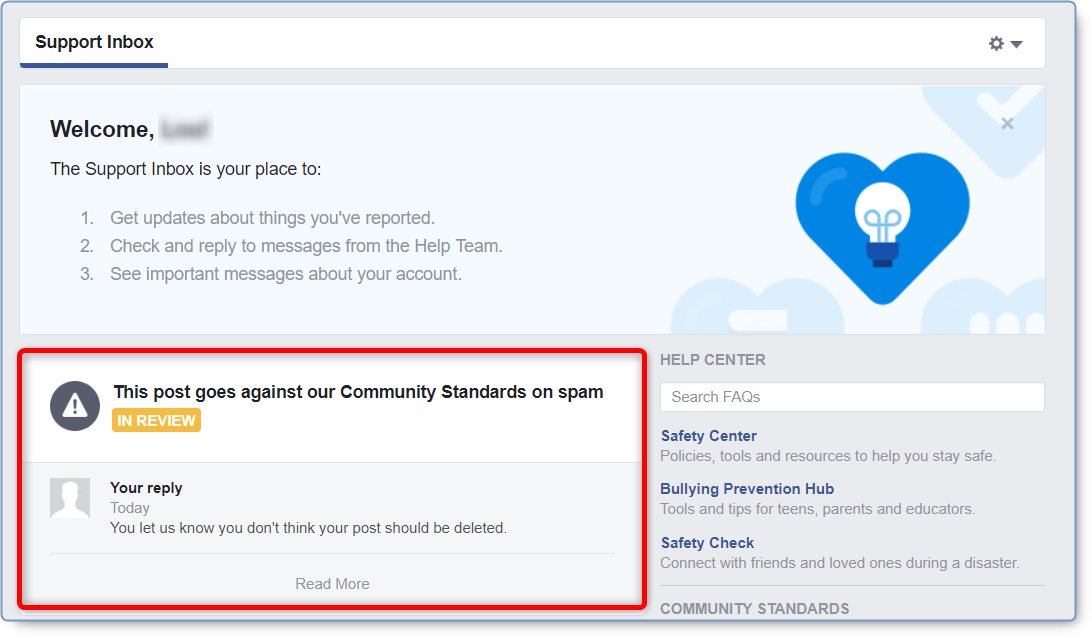 Support Inbox
Welcome,
The Support Inbox is your place to:
1. Get updates about things you've reported.
2. Check and reply to messages from the Help Team.
3. See important messages about your account.
This post goes against our Community Standards on spam
IN REVIEW
Your reply
Today
You let us know you don't think your post should be deleted.
Read More
HELP CENTER
Search FAQs
Safety Center
Policies, tools and resources to help you stay safe.
Bullying Prevention Hub
Tools and tips for teens, parents and educators.
Safety Check
Connect with friends and loved ones during a disaster.
COMMUNITY STANDARDS